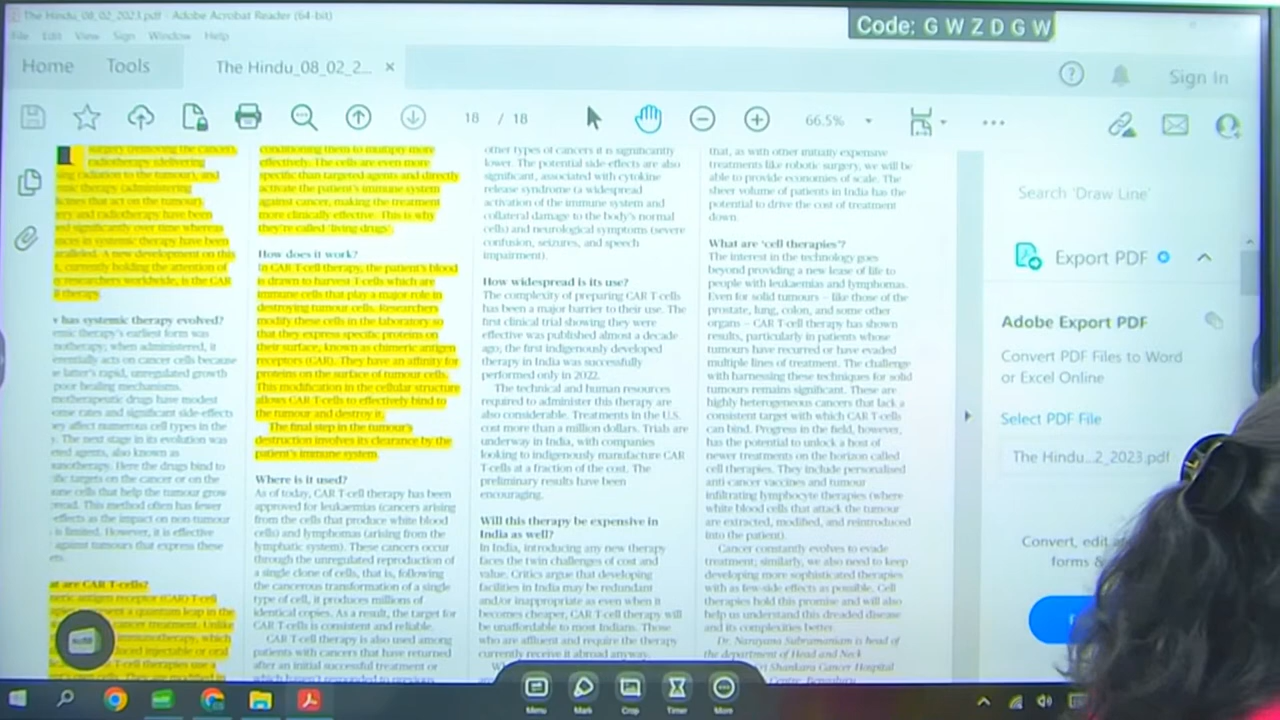 The Hindu_08_02_2023.pdf - Adobe Acrobat Reader (64-bit)
Code: G W Z D G W
File Edit View Sign Window Help
Home Tools The Hindu_08_02_2... ×
Sign In
18 / 18
66.5%
surgery (removing the cancer),
radiotherapy (delivering
ing radiation to the tumour), and
mic therapy (administering
icines that act on the tumour).
ery and radiotherapy have been
ed significantly over time whereas
nces in systemic therapy have been
aralleled. A new development on this
t, currently holding the attention of
y researchers worldwide, is the CAR
ll therapy.
v has systemic therapy evolved?
emic therapy's earliest form was
notherapy; when administered, it
erentially acts on cancer cells because
e latter's rapid, unregulated growth
poor healing mechanisms.
motherapeutic drugs have modest
ome rates and significant side-effects
ey affect numerous cell types in the
y. The next stage in its evolution was
eted agents, also known as
unotherapy. Here the drugs bind to
ific targets on the cancer or on the
une cells that help the tumour grow
pread. This method often has fewer
effects as the impact on non-tumour
is limited. However, it is effective
against tumours that express these
ets.
at are CAR T-cells?
meric antigen receptor (CAR) T-cell
ent a quantum leap in the
cancer treatment. Unlike
immunotherapy, which
uced injectable or oral
T-cell therapies use a
conditioning them to multiply more
effectively. The cells are even more
specific than targeted agents and directly
activate the patient's immune system
against cancer, making the treatment
more clinically effective. This is why
they're called 'living drugs'.
How does it work?
In CAR T-cell therapy, the patient's blood
is drawn to harvest T-cells which are
immune cells that play a major role in
destroying tumour cells. Researchers
modify these cells in the laboratory so
that they express specific proteins on
their surface, known as chimeric antigen
receptors (CAR). They have an affinity for
proteins on the surface of tumour cells.
This modification in the cellular structure
allows CAR T-cells to effectively bind to
the tumour and destroy it.
The final step in the tumour's
destruction involves its clearance by the
patient's immune system.
Where is it used?
As of today, CAR T-cell therapy has been
approved for leukaemias (cancers arising
from the cells that produce white blood
cells) and lymphomas (arising from the
lymphatic system). These cancers occur
through the unregulated reproduction of
a single clone of cells, that is, following
the cancerous transformation of a single
type of cell, it produces millions of
identical copies. As a result, the target for
CAR T-cells is consistent and reliable.
CAR T-cell therapy is also used among
patients with cancers that have returned
after an initial successful treatment or
which haven't responded to previous
other types of cancers it is significantly
lower. The potential side-effects are also
significant, associated with cytokine
release syndrome (a widespread
activation of the immune system and
collateral damage to the body's normal
cells) and neurological symptoms (severe
confusion, seizures, and speech
impairment).
How widespread is its use?
The complexity of preparing CAR T-cells
has been a major barrier to their use. The
first clinical trial showing they were
effective was published almost a decade
ago; the first indigenously developed
therapy in India was successfully
performed only in 2022.
The technical and human resources
required to administer this therapy are
also considerable. Treatments in the U.S.
cost more than a million dollars. Trials are
underway in India, with companies
looking to indigenously manufacture CAR
T-cells at a fraction of the cost. The
preliminary results have been
encouraging.
Will this therapy be expensive in
India as well?
In India, introducing any new therapy
faces the twin challenges of cost and
value. Critics argue that developing
facilities in India may be redundant
and/or inappropriate as even when it
becomes cheaper, CAR T-cell therapy will
be unaffordable to most Indians. Those
who are affluent and require the therapy
currently receive it abroad anyway.
that, as with other initially expensive
treatments like robotic surgery, we will be
able to provide economies of scale. The
sheer volume of patients in India has the
potential to drive the cost of treatment
down.
What are 'cell therapies'?
The interest in the technology goes
beyond providing a new lease of life to
people with leukaemias and lymphomas.
Even for solid tumours – like those of the
prostate, lung, colon, and some other
organs – CAR T-cell therapy has shown
results, particularly in patients whose
tumours have recurred or have evaded
multiple lines of treatment. The challenge
with harnessing these techniques for solid
tumours remains significant. These are
highly heterogeneous cancers that lack a
consistent target with which CAR T-cells
can bind. Progress in the field, however,
has the potential to unlock a host of
newer treatments on the horizon called
cell therapies. They include personalised
anti-cancer vaccines and tumour
infiltrating lymphocyte therapies (where
white blood cells that attack the tumour
are extracted, modified, and reintroduced
into the patient).
Cancer constantly evolves to evade
treatment; similarly, we also need to keep
developing more sophisticated therapies
with as few side-effects as possible. Cell
therapies hold this promise and will also
help us understand this dreaded disease
and its complexities better.
Dr. Narayana Subramaniam is head of
the department of Head and Neck
Shankara Cancer Hospital
Centre, Bengaluru
Search 'Draw Line'
Export PDF
Adobe Export PDF
Convert PDF Files to Word
or Excel Online
Select PDF File
The Hindu...2_2023.pdf
Convert, edit
forms &
Menu Mark Crop Timer More